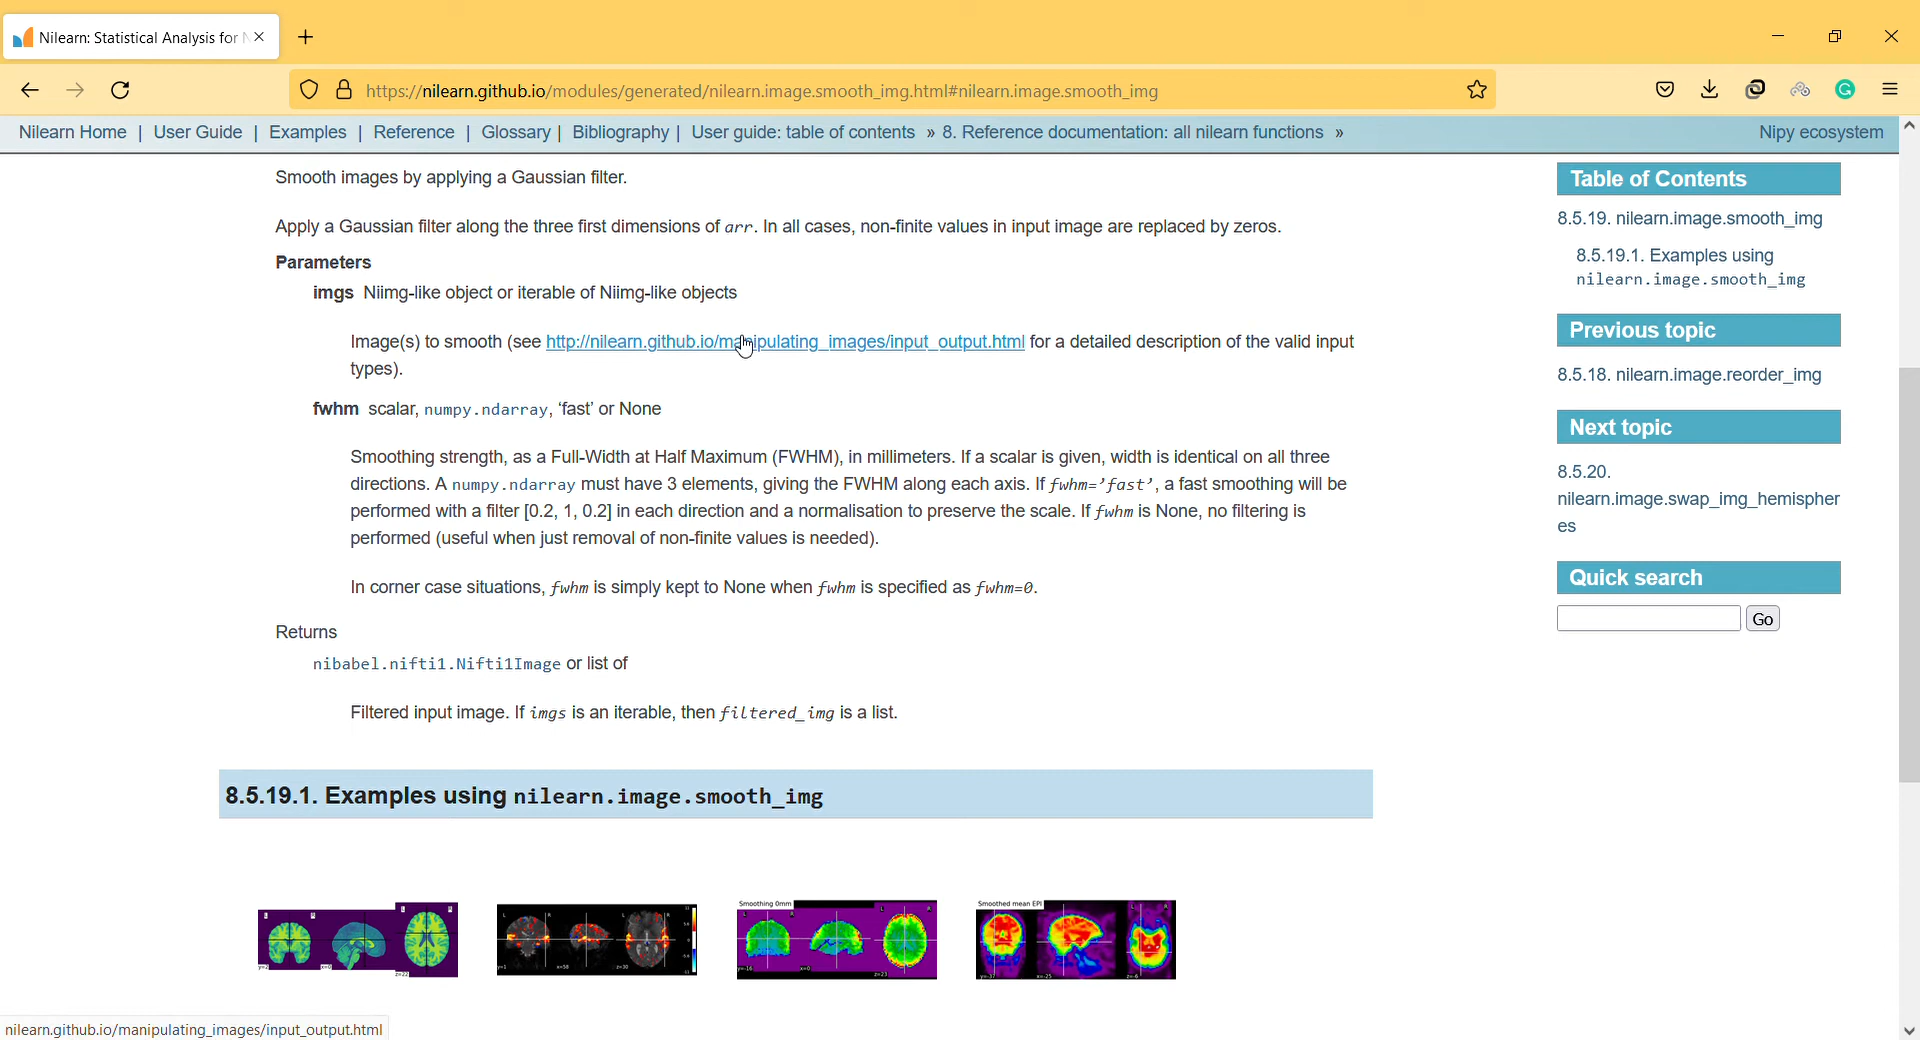 Nilearn: Statistical Analysis for N
https://nilearn.github.io/modules/generated/nilearn.image.smooth_img.html#nilearn.image.smooth_img
Nilearn Home | User Guide | Examples | Reference | Glossary | Bibliography | User guide: table of contents » 8. Reference documentation: all nilearn functions »
Nipy ecosystem
Smooth images by applying a Gaussian filter.
Apply a Gaussian filter along the three first dimensions of arr. In all cases, non-finite values in input image are replaced by zeros.
Parameters
imgs Niimg-like object or iterable of Niimg-like objects
Image(s) to smooth (see http://nilearn.github.io/manipulating_images/input_output.html for a detailed description of the valid input
types).
fwhm scalar, numpy.ndarray, ‘fast’ or None
Smoothing strength, as a Full-Width at Half Maximum (FWHM), in millimeters. If a scalar is given, width is identical on all three
directions. A numpy.ndarray must have 3 elements, giving the FWHM along each axis. If fwhm=’fast’, a fast smoothing will be
performed with a filter [0.2, 1, 0.2] in each direction and a normalisation to preserve the scale. If fwhm is None, no filtering is
performed (useful when just removal of non-finite values is needed).
In corner case situations, fwhm is simply kept to None when fwhm is specified as fwhm=0.
Returns
nibabel.nifti1.Nifti1Image or list of
Filtered input image. If imgs is an iterable, then filtered_img is a list.
8.5.19.1. Examples using nilearn.image.smooth_img
Smoothing 0mm
Smoothed mean EPI
Table of Contents
8.5.19. nilearn.image.smooth_img
8.5.19.1. Examples using
nilearn.image.smooth_img
Previous topic
8.5.18. nilearn.image.reorder_img
Next topic
8.5.20.
nilearn.image.swap_img_hemispher
es
Quick search
Go
nilearn.github.io/manipulating_images/input_output.html